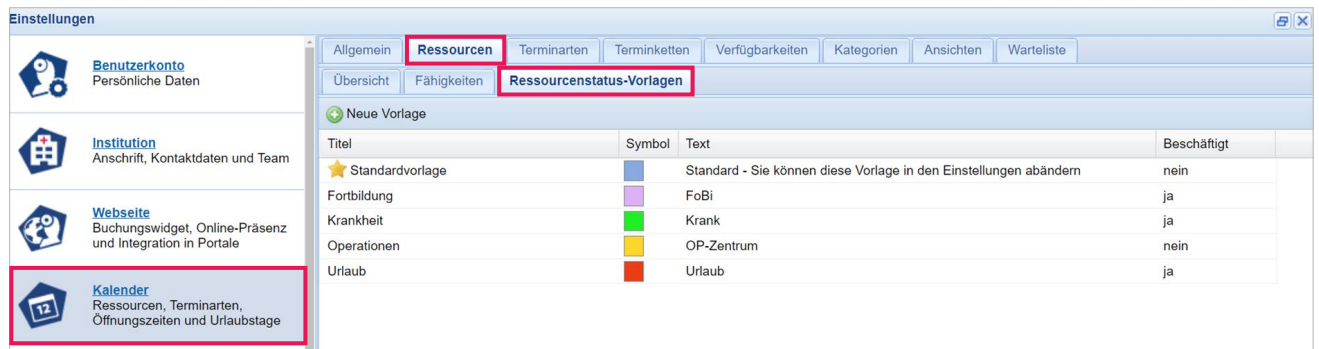 Einstellungen
Benutzerkonto
Persönliche Daten
Institution
Anschrift, Kontaktdaten und Team
Webseite
Buchungswidget, Online-Präsenz
und Integration in Portale
12
Kalender
Ressourcen, Terminarten,
Öffnungszeiten und Urlaubstage
Allgemein Ressourcen Terminarten Terminketten Verfügbarkeiten Kategorien Ansichten Warteliste
Übersicht Fähigkeiten Ressourcenstatus-Vorlagen
Neue Vorlage
Titel Symbol Text Beschäftigt
Standardvorlage Standard - Sie können diese Vorlage in den Einstellungen abändern nein
Fortbildung FoBi ja
Krankheit Krank ja
Operationen OP-Zentrum nein
Urlaub Urlaub ja